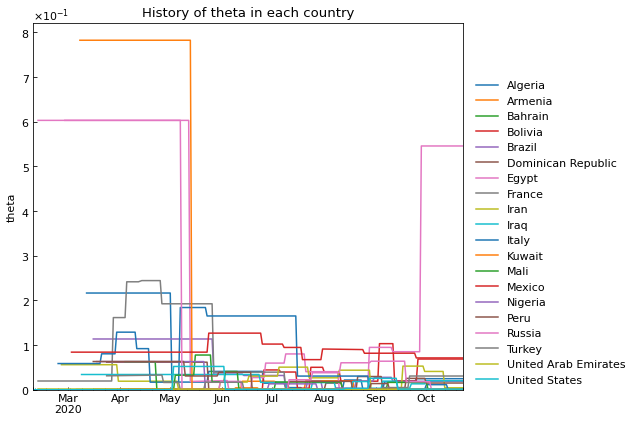 History of theta in each country
×10⁻¹
8
7
6
5
4
3
2
1
0
theta
Mar Apr May Jun Jul Aug Sep Oct
2020
Algeria
Armenia
Bahrain
Bolivia
Brazil
Dominican Republic
Egypt
France
Iran
Iraq
Italy
Kuwait
Mali
Mexico
Nigeria
Peru
Russia
Turkey
United Arab Emirates
United States